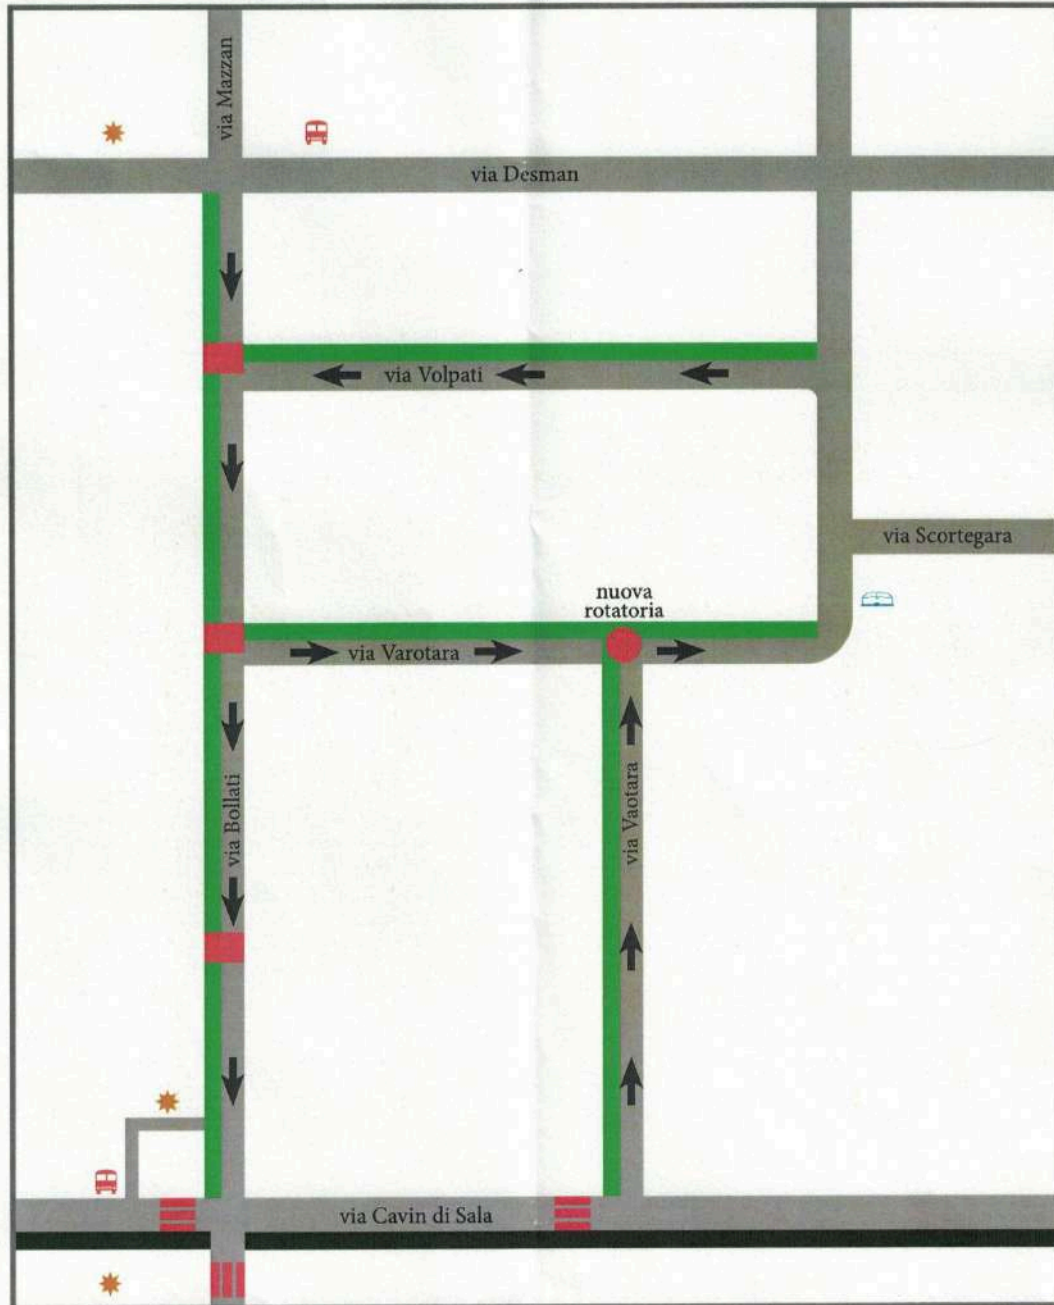 via Mazzan
via Desman
via Volpati
via Scortegara
nuova
rotatoria
via Varotara
via Bollati
via Vaotara
via Cavin di Sala